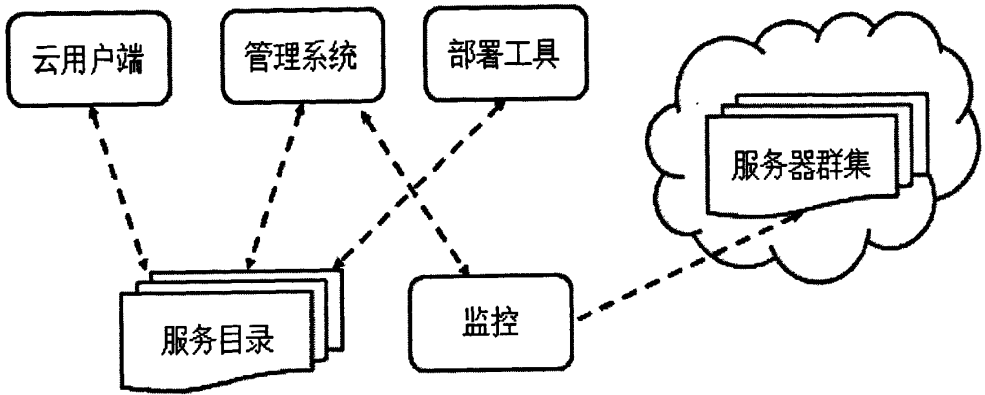 云用户端
管理系统
部署工具
服务器群集
服务目录
监控